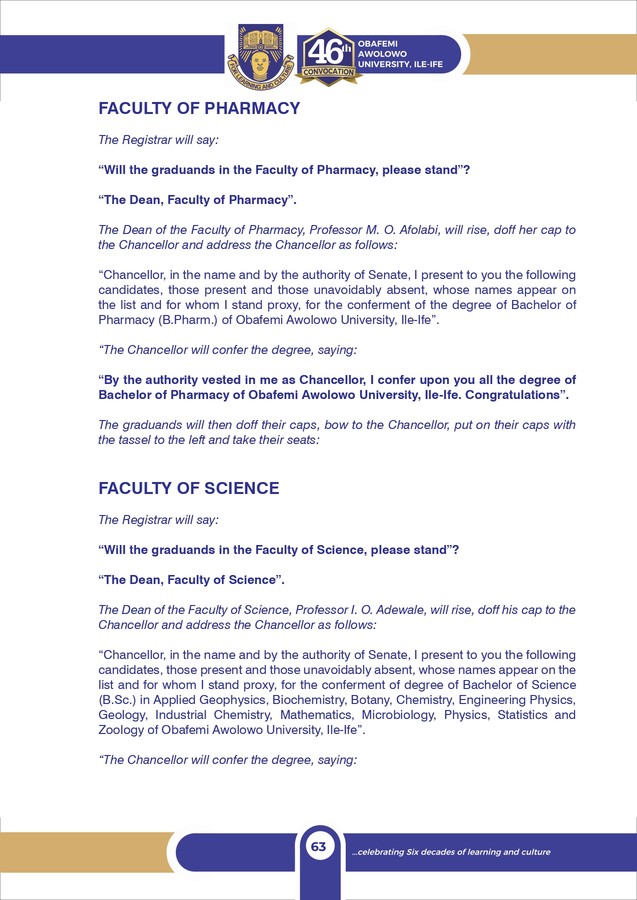 FOR LEARNING AND CULTURE
46th
CONVOCATION
OBAFEMI
AWOLOWO
UNIVERSITY, ILE-IFE
FACULTY OF PHARMACY
The Registrar will say:
“Will the graduands in the Faculty of Pharmacy, please stand”?
“The Dean, Faculty of Pharmacy”.
The Dean of the Faculty of Pharmacy, Professor M. O. Afolabi, will rise, doff her cap to
the Chancellor and address the Chancellor as follows:
“Chancellor, in the name and by the authority of Senate, I present to you the following
candidates, those present and those unavoidably absent, whose names appear on
the list and for whom I stand proxy, for the conferment of the degree of Bachelor of
Pharmacy (B.Pharm.) of Obafemi Awolowo University, Ile-Ife”.
“The Chancellor will confer the degree, saying:
“By the authority vested in me as Chancellor, I confer upon you all the degree of
Bachelor of Pharmacy of Obafemi Awolowo University, Ile-Ife. Congratulations”.
The graduands will then doff their caps, bow to the Chancellor, put on their caps with
the tassel to the left and take their seats:
FACULTY OF SCIENCE
The Registrar will say:
“Will the graduands in the Faculty of Science, please stand”?
“The Dean, Faculty of Science”.
The Dean of the Faculty of Science, Professor I. O. Adewale, will rise, doff his cap to the
Chancellor and address the Chancellor as follows:
“Chancellor, in the name and by the authority of Senate, I present to you the following
candidates, those present and those unavoidably absent, whose names appear on the
list and for whom I stand proxy, for the conferment of degree of Bachelor of Science
(B.Sc.) in Applied Geophysics, Biochemistry, Botany, Chemistry, Engineering Physics,
Geology, Industrial Chemistry, Mathematics, Microbiology, Physics, Statistics and
Zoology of Obafemi Awolowo University, Ile-Ife”.
“The Chancellor will confer the degree, saying:
63
...celebrating Six decades of learning and culture